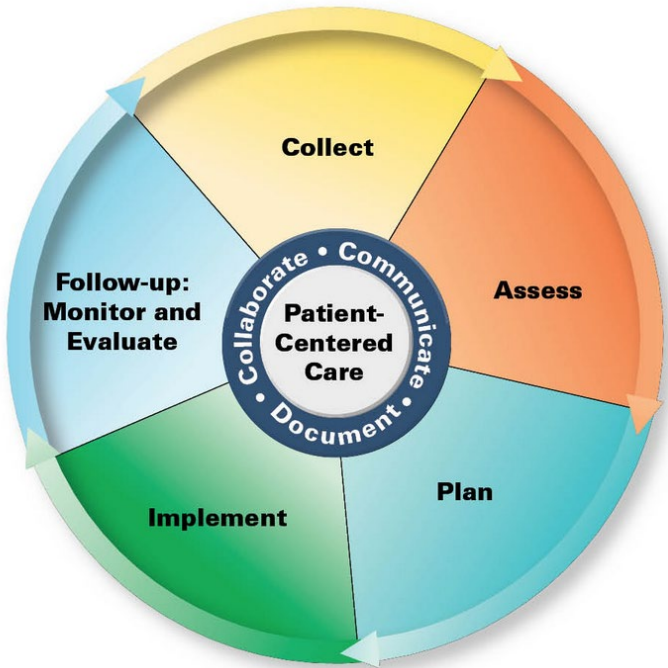 Collect
Assess
Plan
Implement
Follow-up:
Monitor and
Evaluate
Collaborate • Communicate • Document •
Patient-
Centered
Care